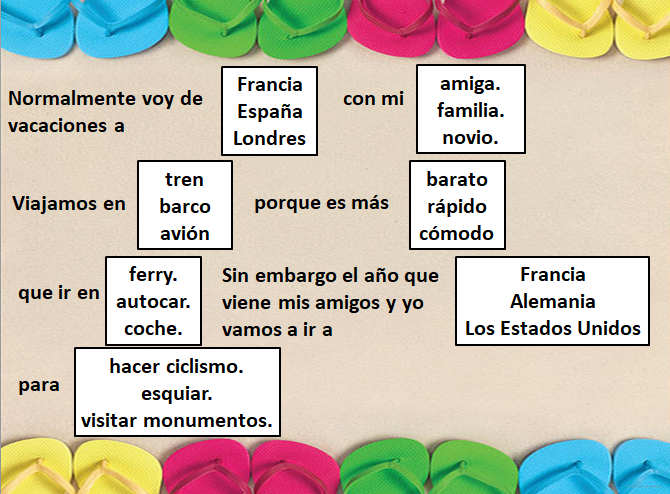 Normalmente voy de
vacaciones a
Francia
España
Londres
con mi
amiga.
familia.
novio.
Viajamos en
tren
barco
avión
porque es más
barato
rápido
cómodo
que ir en
ferry.
autocar.
coche.
Sin embargo el año que
viene mis amigos y yo
vamos a ir a
Francia
Alemania
Los Estados Unidos
para
hacer ciclismo.
esquiar.
visitar monumentos.